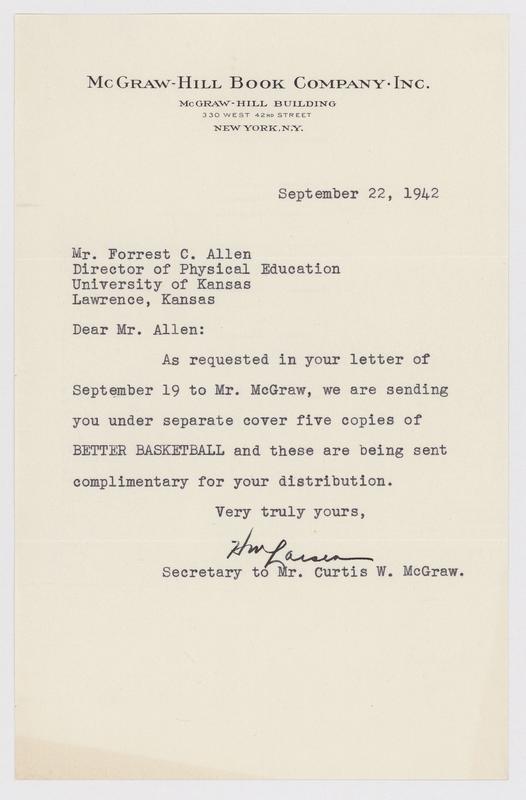 McGraw-Hill Book Company·Inc.
McGRAW-HILL BUILDING
330 WEST 42ND STREET
NEW YORK, N.Y.
September 22, 1942
Mr. Forrest C. Allen
Director of Physical Education
University of Kansas
Lawrence, Kansas
Dear Mr. Allen:
As requested in your letter of
September 19 to Mr. McGraw, we are sending
you under separate cover five copies of
BETTER BASKETBALL and these are being sent
complimentary for your distribution.
Very truly yours,
HW Larsen
Secretary to Mr. Curtis W. McGraw.